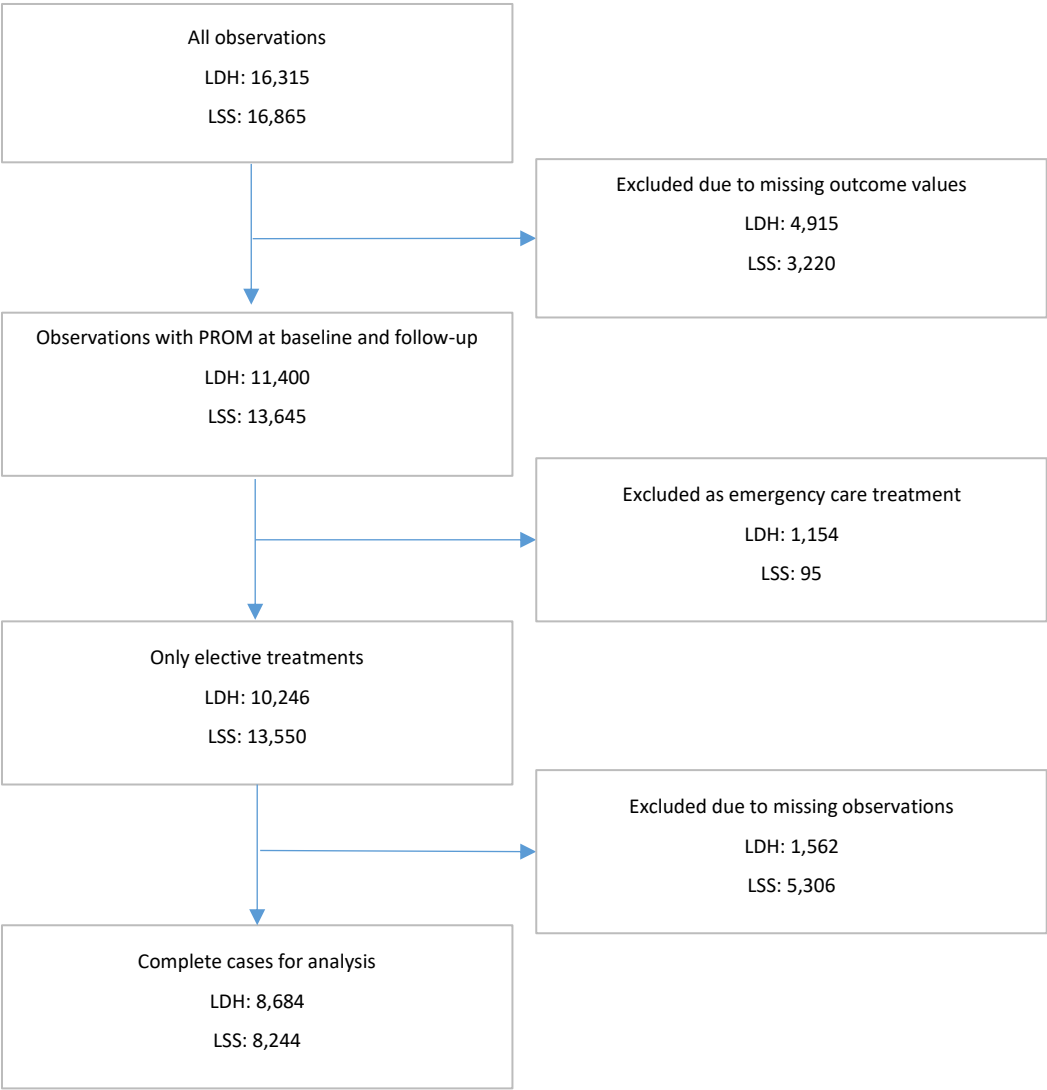 All observations
LDH: 16,315
LSS: 16,865
Excluded due to missing outcome values
LDH: 4,915
LSS: 3,220
Observations with PROM at baseline and follow-up
LDH: 11,400
LSS: 13,645
Excluded as emergency care treatment
LDH: 1,154
LSS: 95
Only elective treatments
LDH: 10,246
LSS: 13,550
Excluded due to missing observations
LDH: 1,562
LSS: 5,306
Complete cases for analysis
LDH: 8,684
LSS: 8,244